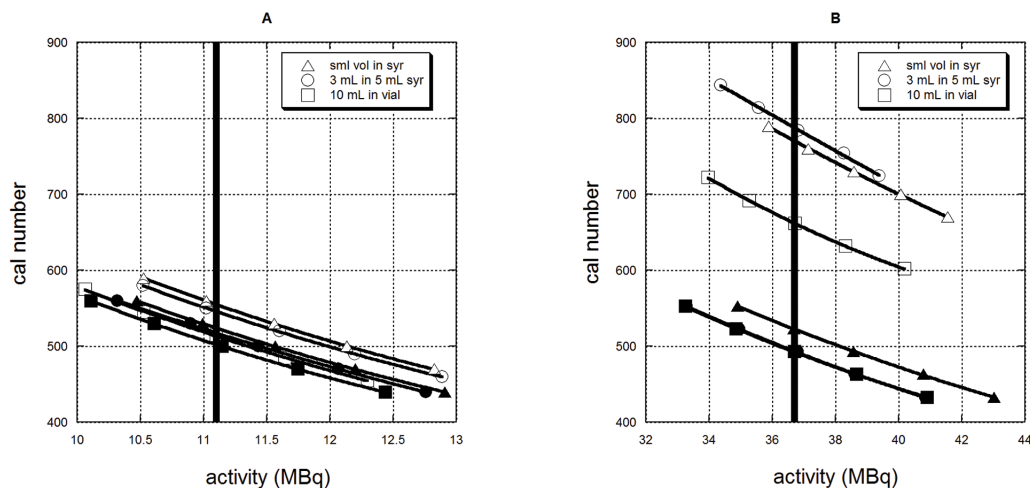 A
B
900
800
700
600
500
400
cal number
sml vol in syr
3 mL in 5 mL syr
10 mL in vial
10
10.5
11
11.5
12
12.5
13
activity (MBq)
900
800
700
600
500
400
cal number
sml vol in syr
3 mL in 5 mL syr
10 mL in vial
32
34
36
38
40
42
44
activity (MBq)